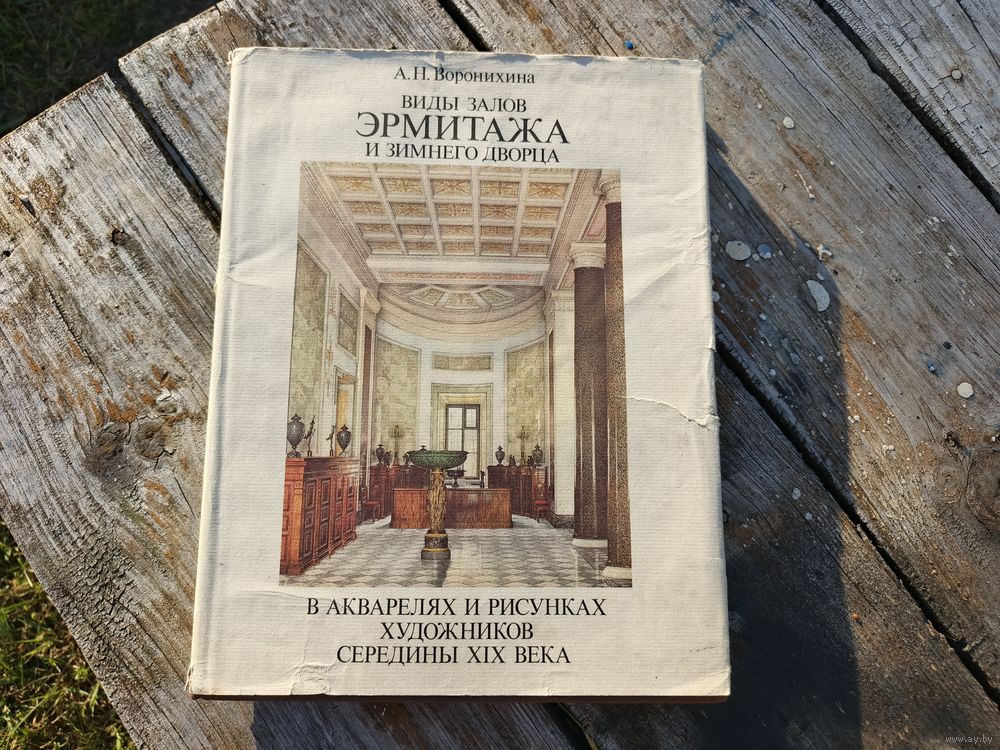 А. Н. Воронихина
ВИДЫ ЗАЛОВ
ЭРМИТАЖА
И ЗИМНЕГО ДВОРЦА
В АКВАРЕЛЯХ И РИСУНКАХ
ХУДОЖНИКОВ
СЕРЕДИНЫ XIX ВЕКА
www.ay.by